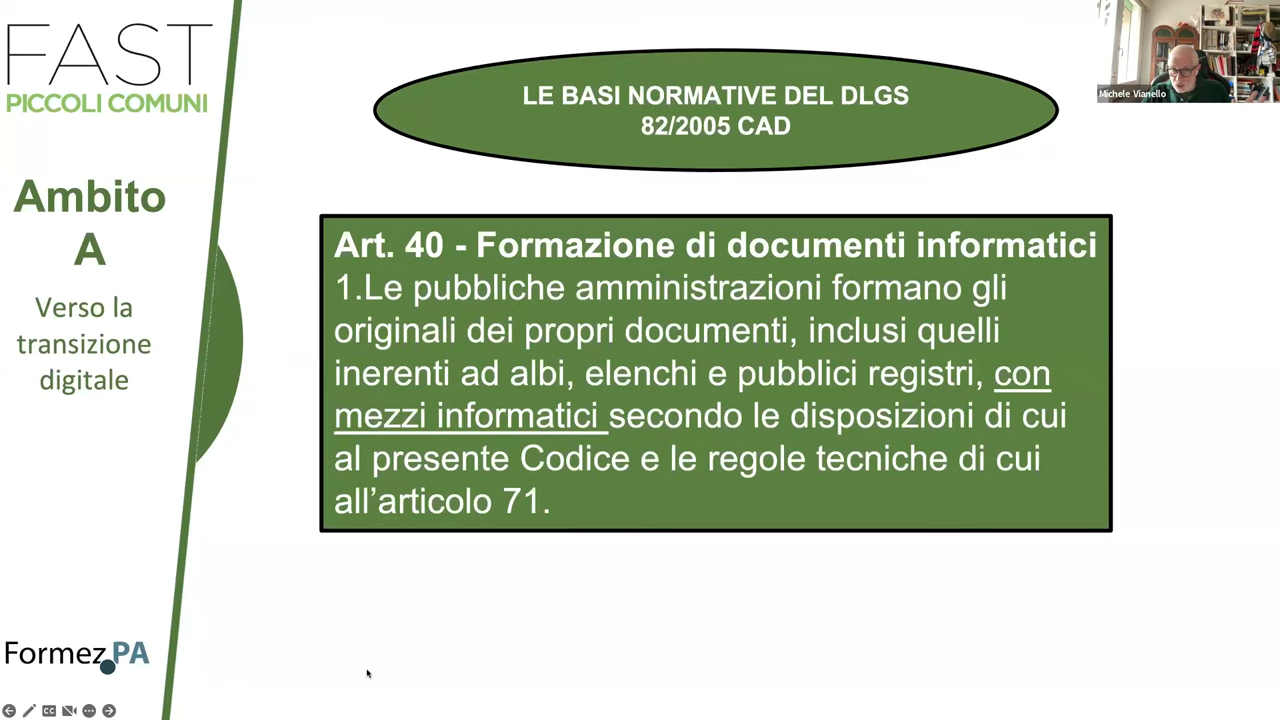 FAST
PICCOLI COMUNI
Ambito
A
Verso la
transizione
digitale
FormezPA
LE BASI NORMATIVE DEL DLGS
82/2005 CAD
Art. 40 - Formazione di documenti informatici
1.Le pubbliche amministrazioni formano gli
originali dei propri documenti, inclusi quelli
inerenti ad albi, elenchi e pubblici registri, con
mezzi informatici secondo le disposizioni di cui
al presente Codice e le regole tecniche di cui
all’articolo 71.
Michele Vianello
CC